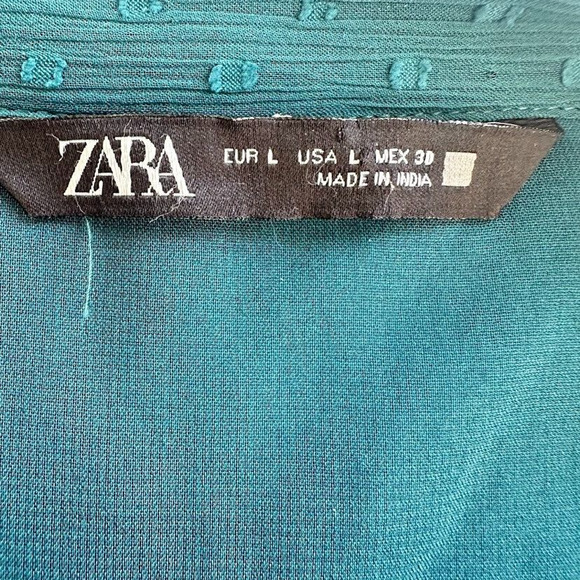 ZARA
EUR L USA L MEX 30
MADE IN INDIA